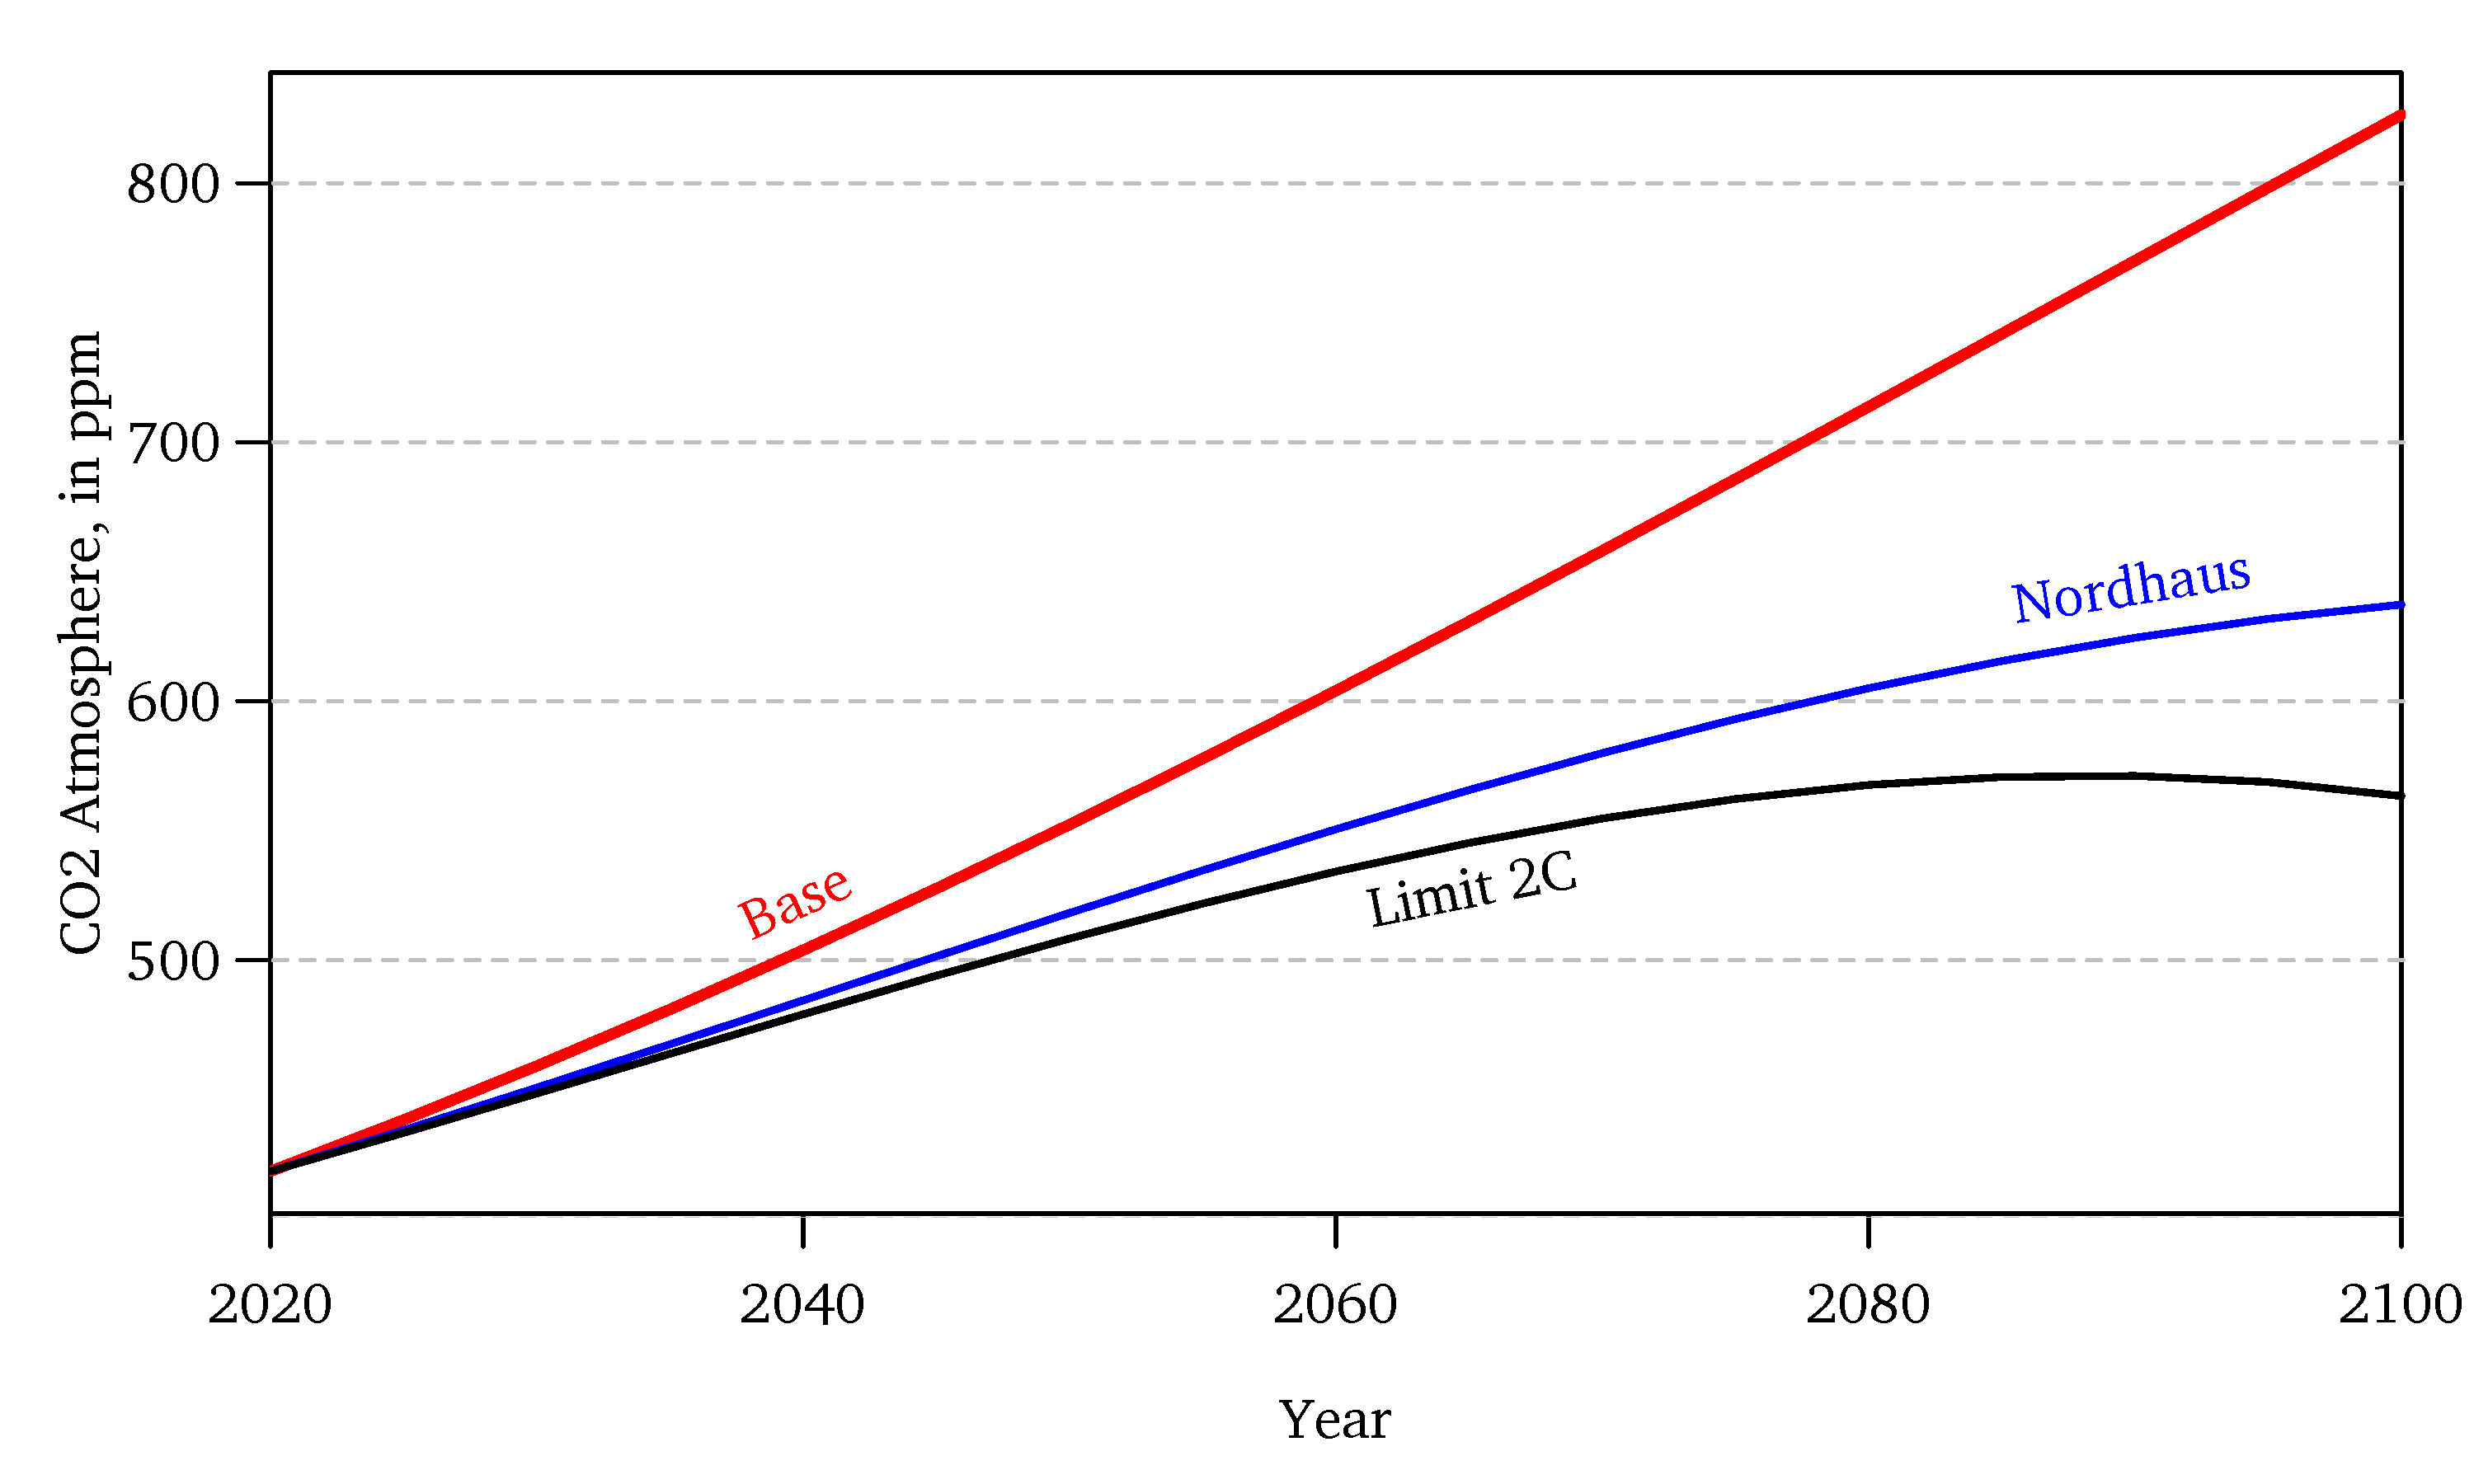 CO2 Atmosphere, in ppm
800
700
600
500
Base
Nordhaus
Limit 2C
2020 2040 2060 2080 2100
Year